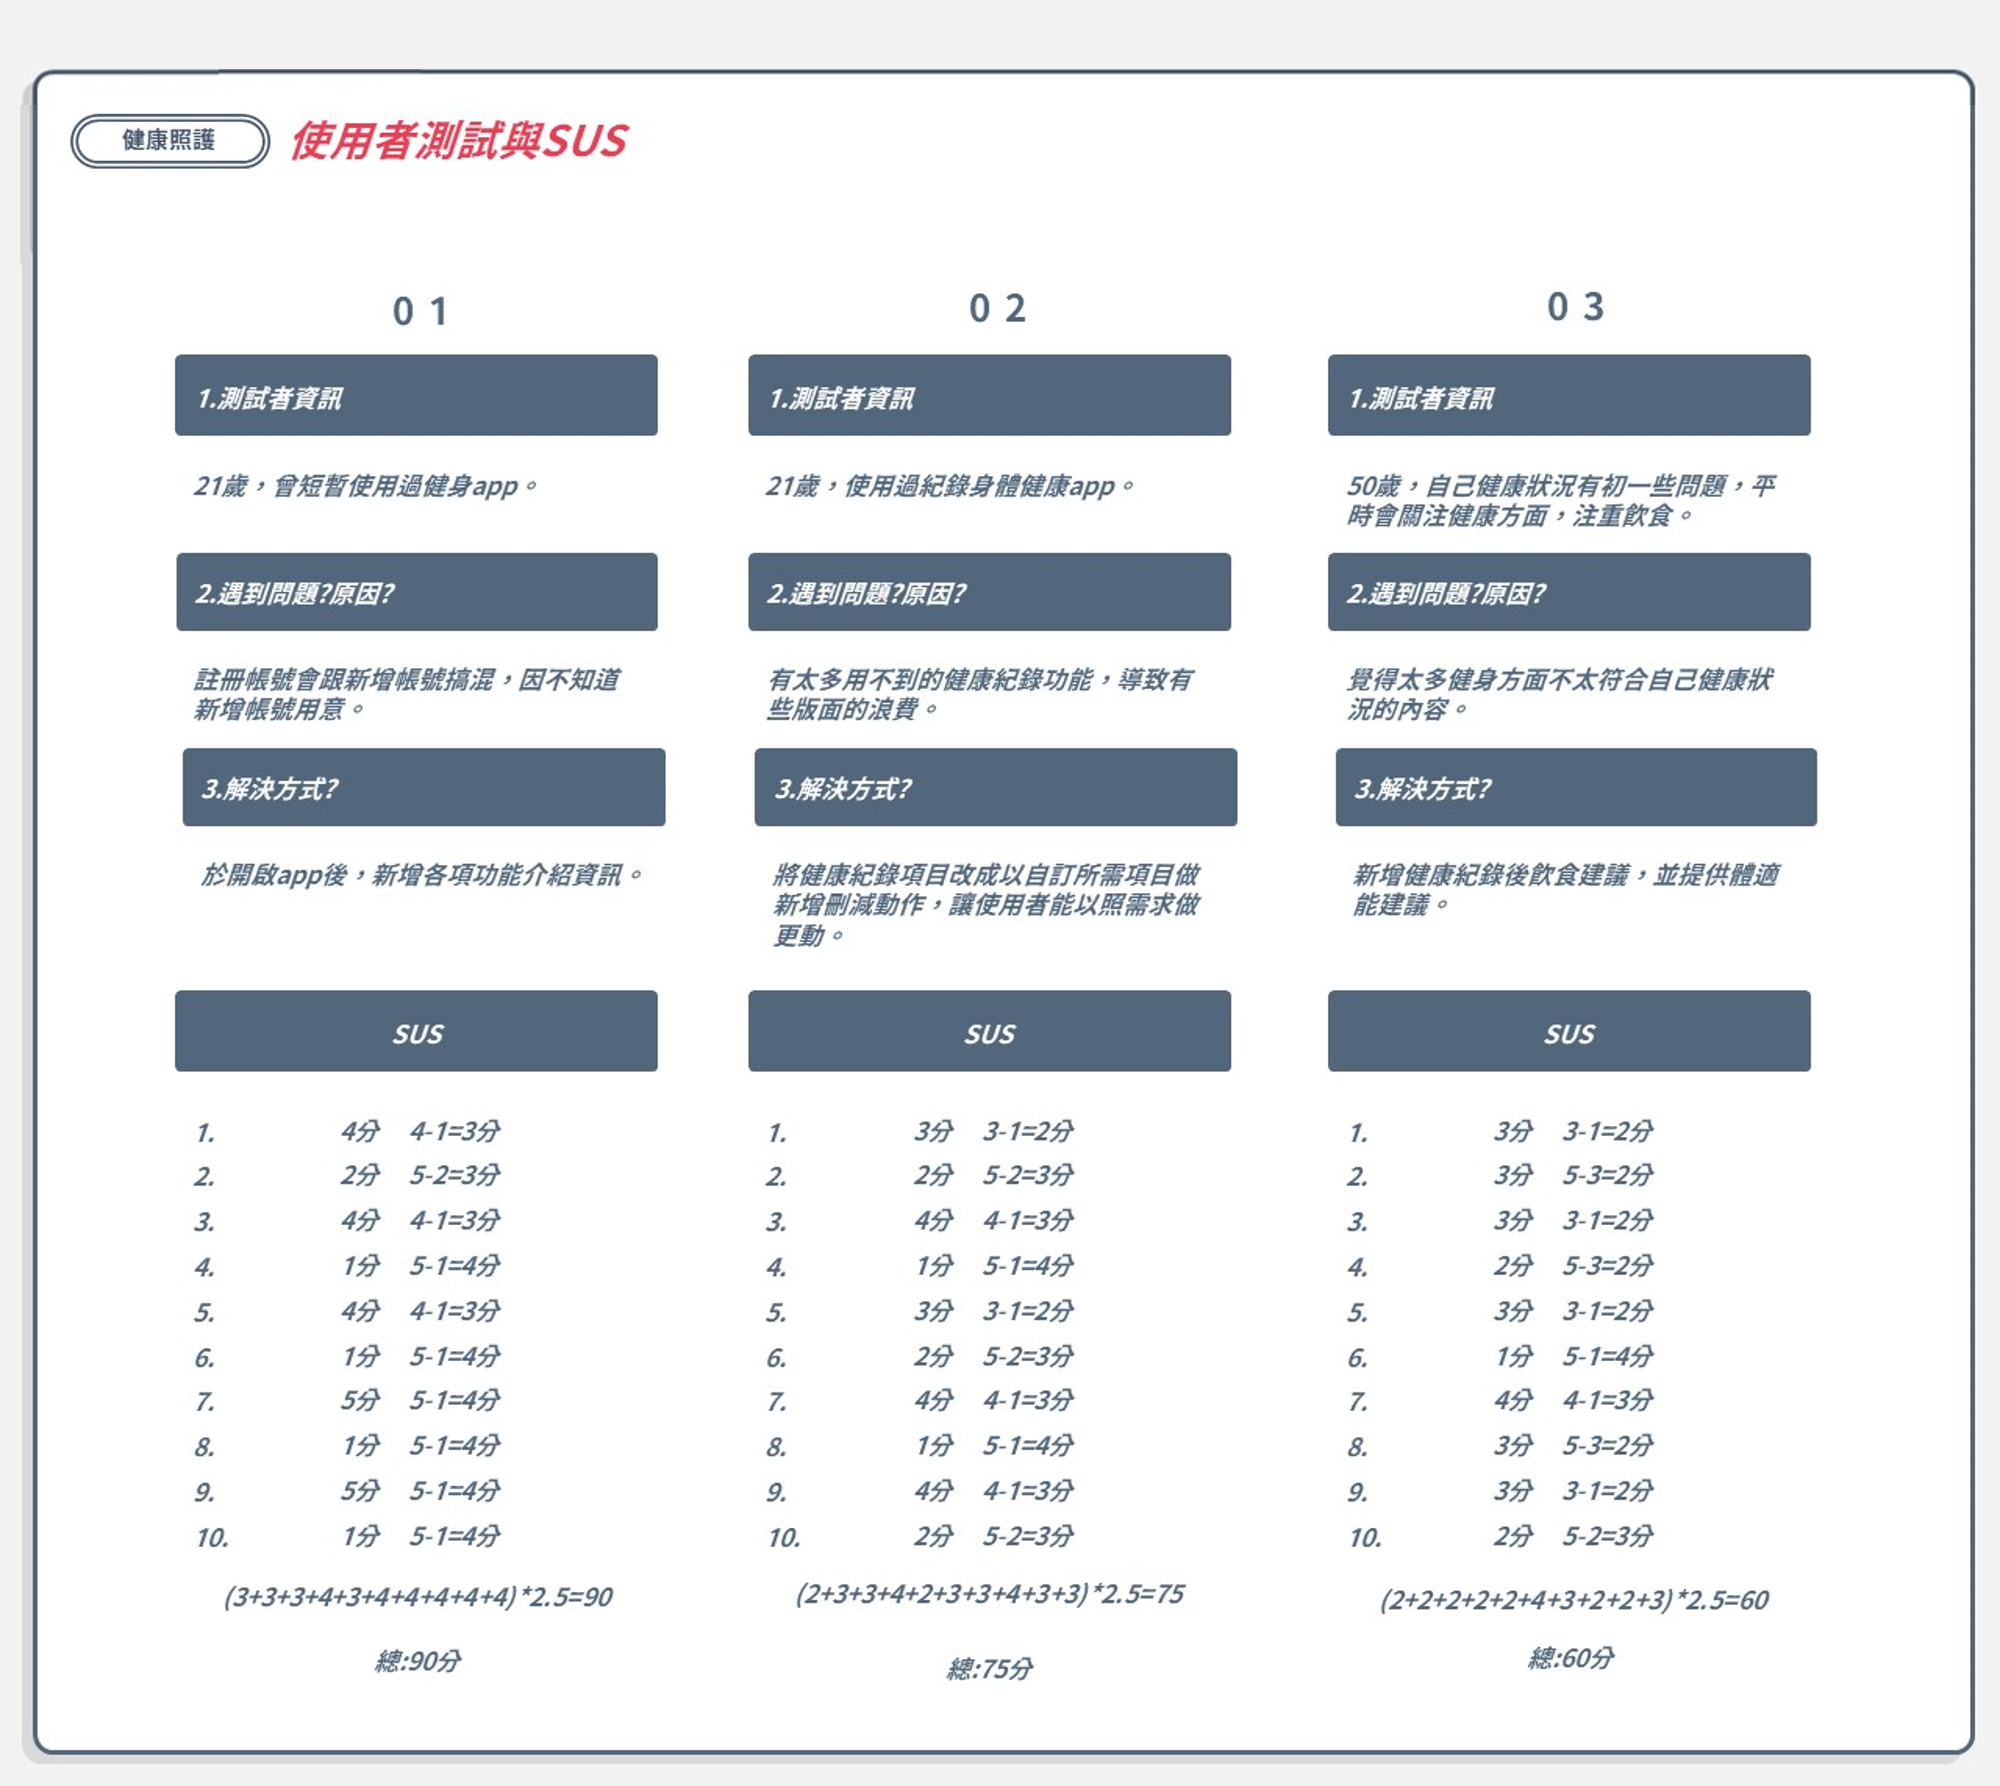 健康照護
使用者測試與SUS
01
1.測試者資訊
21歲，曾短暫使用過健身app。
2.遇到問題?原因?
註冊帳號會跟新增帳號搞混，因不知道
新增帳號用意。
3.解決方式?
於開啟app後，新增各項功能介紹資訊。
SUS
1. 4分 4-1=3分
2. 2分 5-2=3分
3. 4分 4-1=3分
4. 1分 5-1=4分
5. 4分 4-1=3分
6. 1分 5-1=4分
7. 5分 5-1=4分
8. 1分 5-1=4分
9. 5分 5-1=4分
10. 1分 5-1=4分
(3+3+3+4+3+4+4+4+4+4)*2.5=90
總:90分
02
1.測試者資訊
21歲，使用過紀錄身體健康app。
2.遇到問題?原因?
有太多用不到的健康紀錄功能，導致有
些版面的浪費。
3.解決方式?
將健康紀錄項目改成以自訂所需項目做
新增刪減動作，讓使用者能以照需求做
更動。
SUS
1. 3分 3-1=2分
2. 2分 5-2=3分
3. 4分 4-1=3分
4. 1分 5-1=4分
5. 3分 3-1=2分
6. 2分 5-2=3分
7. 4分 4-1=3分
8. 1分 5-1=4分
9. 4分 4-1=3分
10. 2分 5-2=3分
(2+3+3+4+2+3+3+4+3+3)*2.5=75
總:75分
03
1.測試者資訊
50歲，自己健康狀況有初一些問題，平
時會關注健康方面，注重飲食。
2.遇到問題?原因?
覺得太多健身方面不太符合自己健康狀
況的內容。
3.解決方式?
新增健康紀錄後飲食建議，並提供體適
能建議。
SUS
1. 3分 3-1=2分
2. 3分 5-3=2分
3. 3分 3-1=2分
4. 2分 5-3=2分
5. 3分 3-1=2分
6. 1分 5-1=4分
7. 4分 4-1=3分
8. 3分 5-3=2分
9. 3分 3-1=2分
10. 2分 5-2=3分
(2+2+2+2+2+4+3+2+2+3)*2.5=60
總:60分